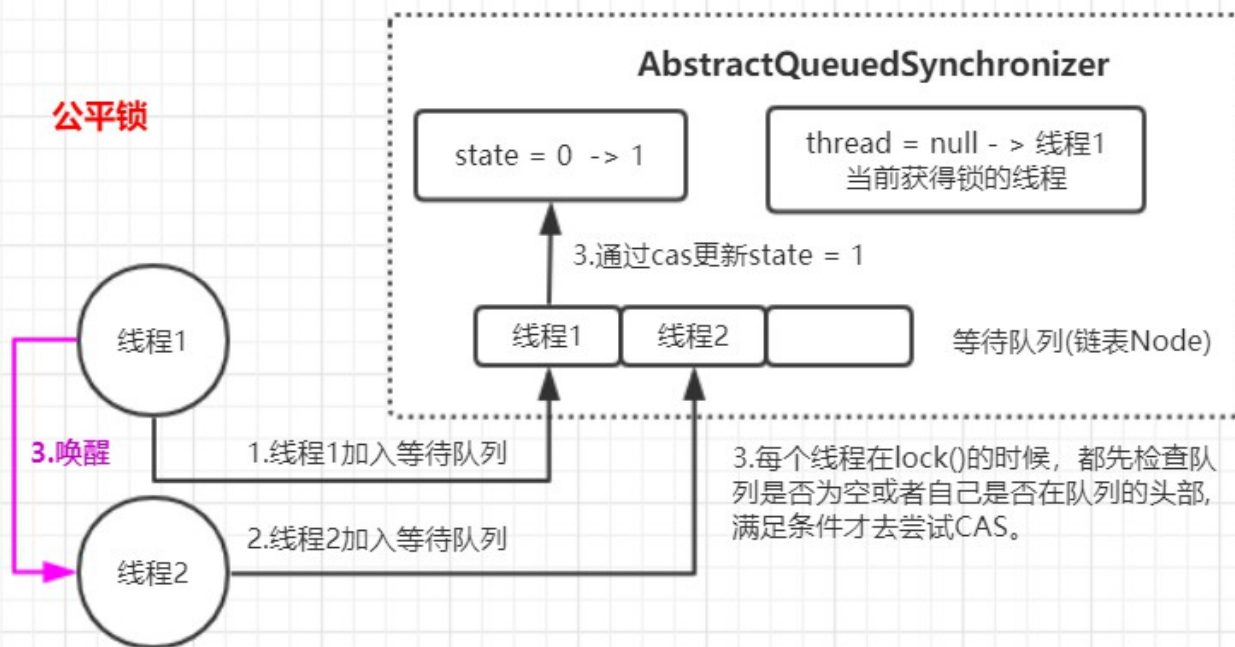 AbstractQueuedSynchronizer
公平锁
state = 0 -> 1
thread = null - > 线程1
当前获得锁的线程
3.通过cas更新state = 1
线程1
线程1
线程2
等待队列(链表Node)
3.唤醒
1.线程1加入等待队列
3.每个线程在lock()的时候，都先检查队
列是否为空或者自己是否在队列的头部,
满足条件才去尝试CAS。
2.线程2加入等待队列
线程2